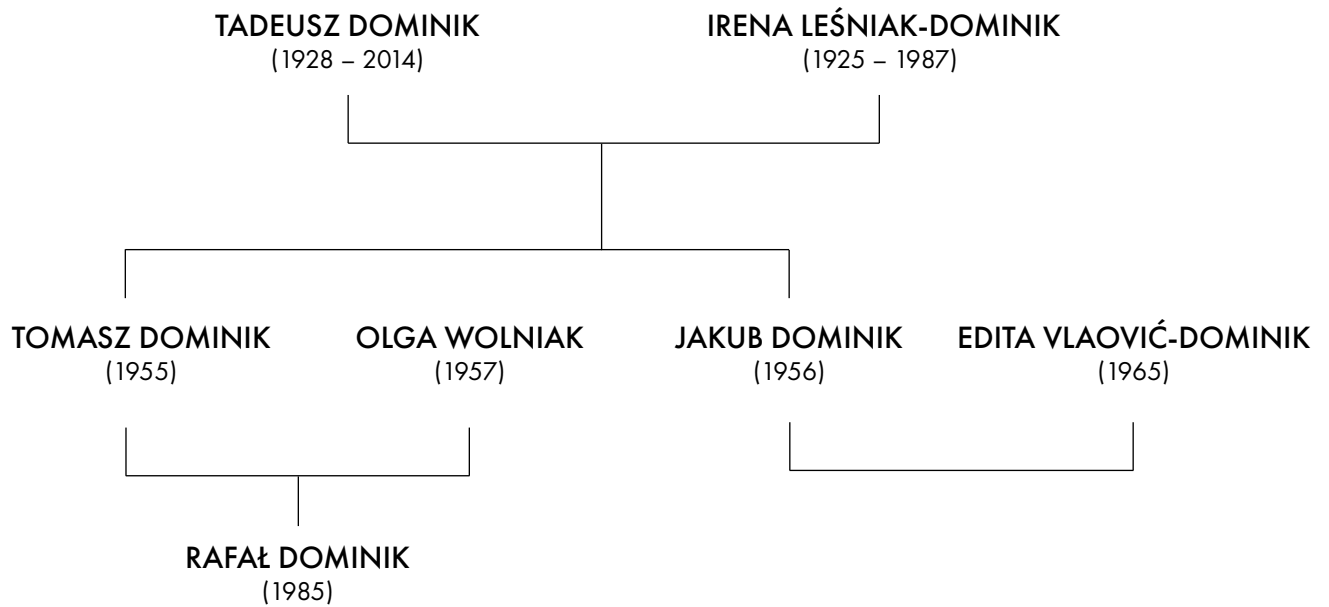 TADEUSZ DOMINIK
(1928 – 2014)
IRENA LEŚNIAK-DOMINIK
(1925 – 1987)
TOMASZ DOMINIK
(1955)
OLGA WOLNIAK
(1957)
JAKUB DOMINIK
(1956)
EDITA VLAOVIĆ-DOMINIK
(1965)
RAFAŁ DOMINIK
(1985)